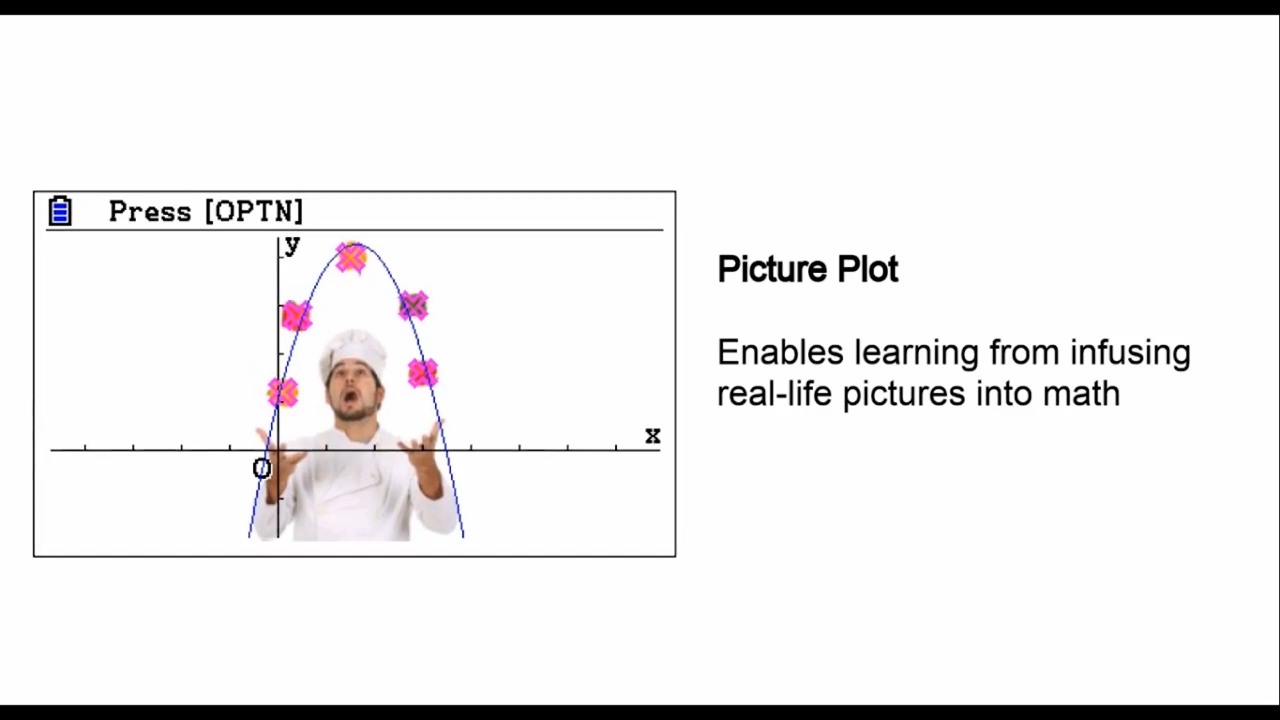 Press [OPTN]
y
x
O
Picture Plot
Enables learning from infusing
real-life pictures into math